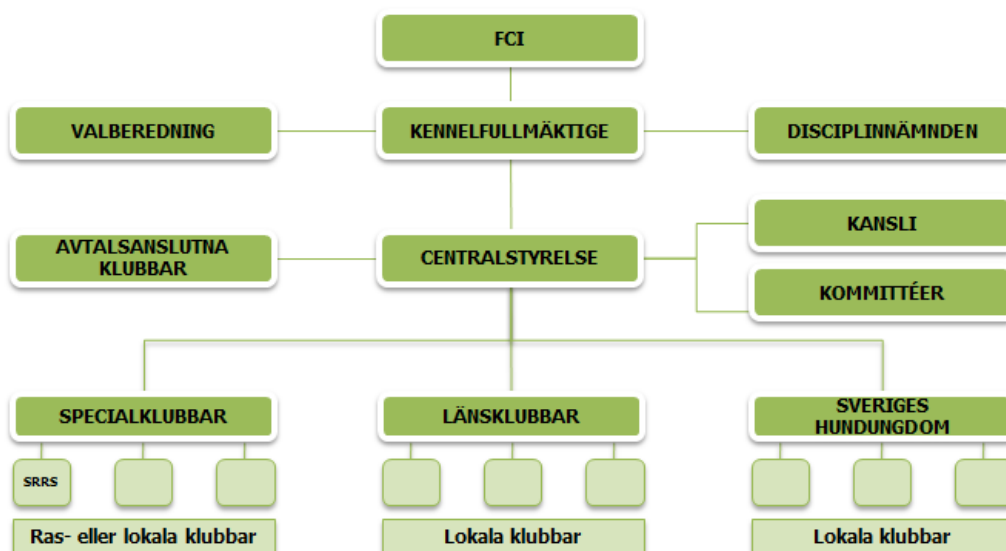 FCI
VALBEREDNING
KENNELFULLMÄKTIGE
DISCIPLINNÄMNDEN
AVTALSANSLUTNA
KLUBBAR
CENTRALSTYRELSE
KANSLI
KOMMITTÉER
SPECIALKLUBBAR
LÄNSKLUBBAR
SVERIGES
HUNDUNGDOM
SRRS
Ras- eller lokala klubbar
Lokala klubbar
Lokala klubbar